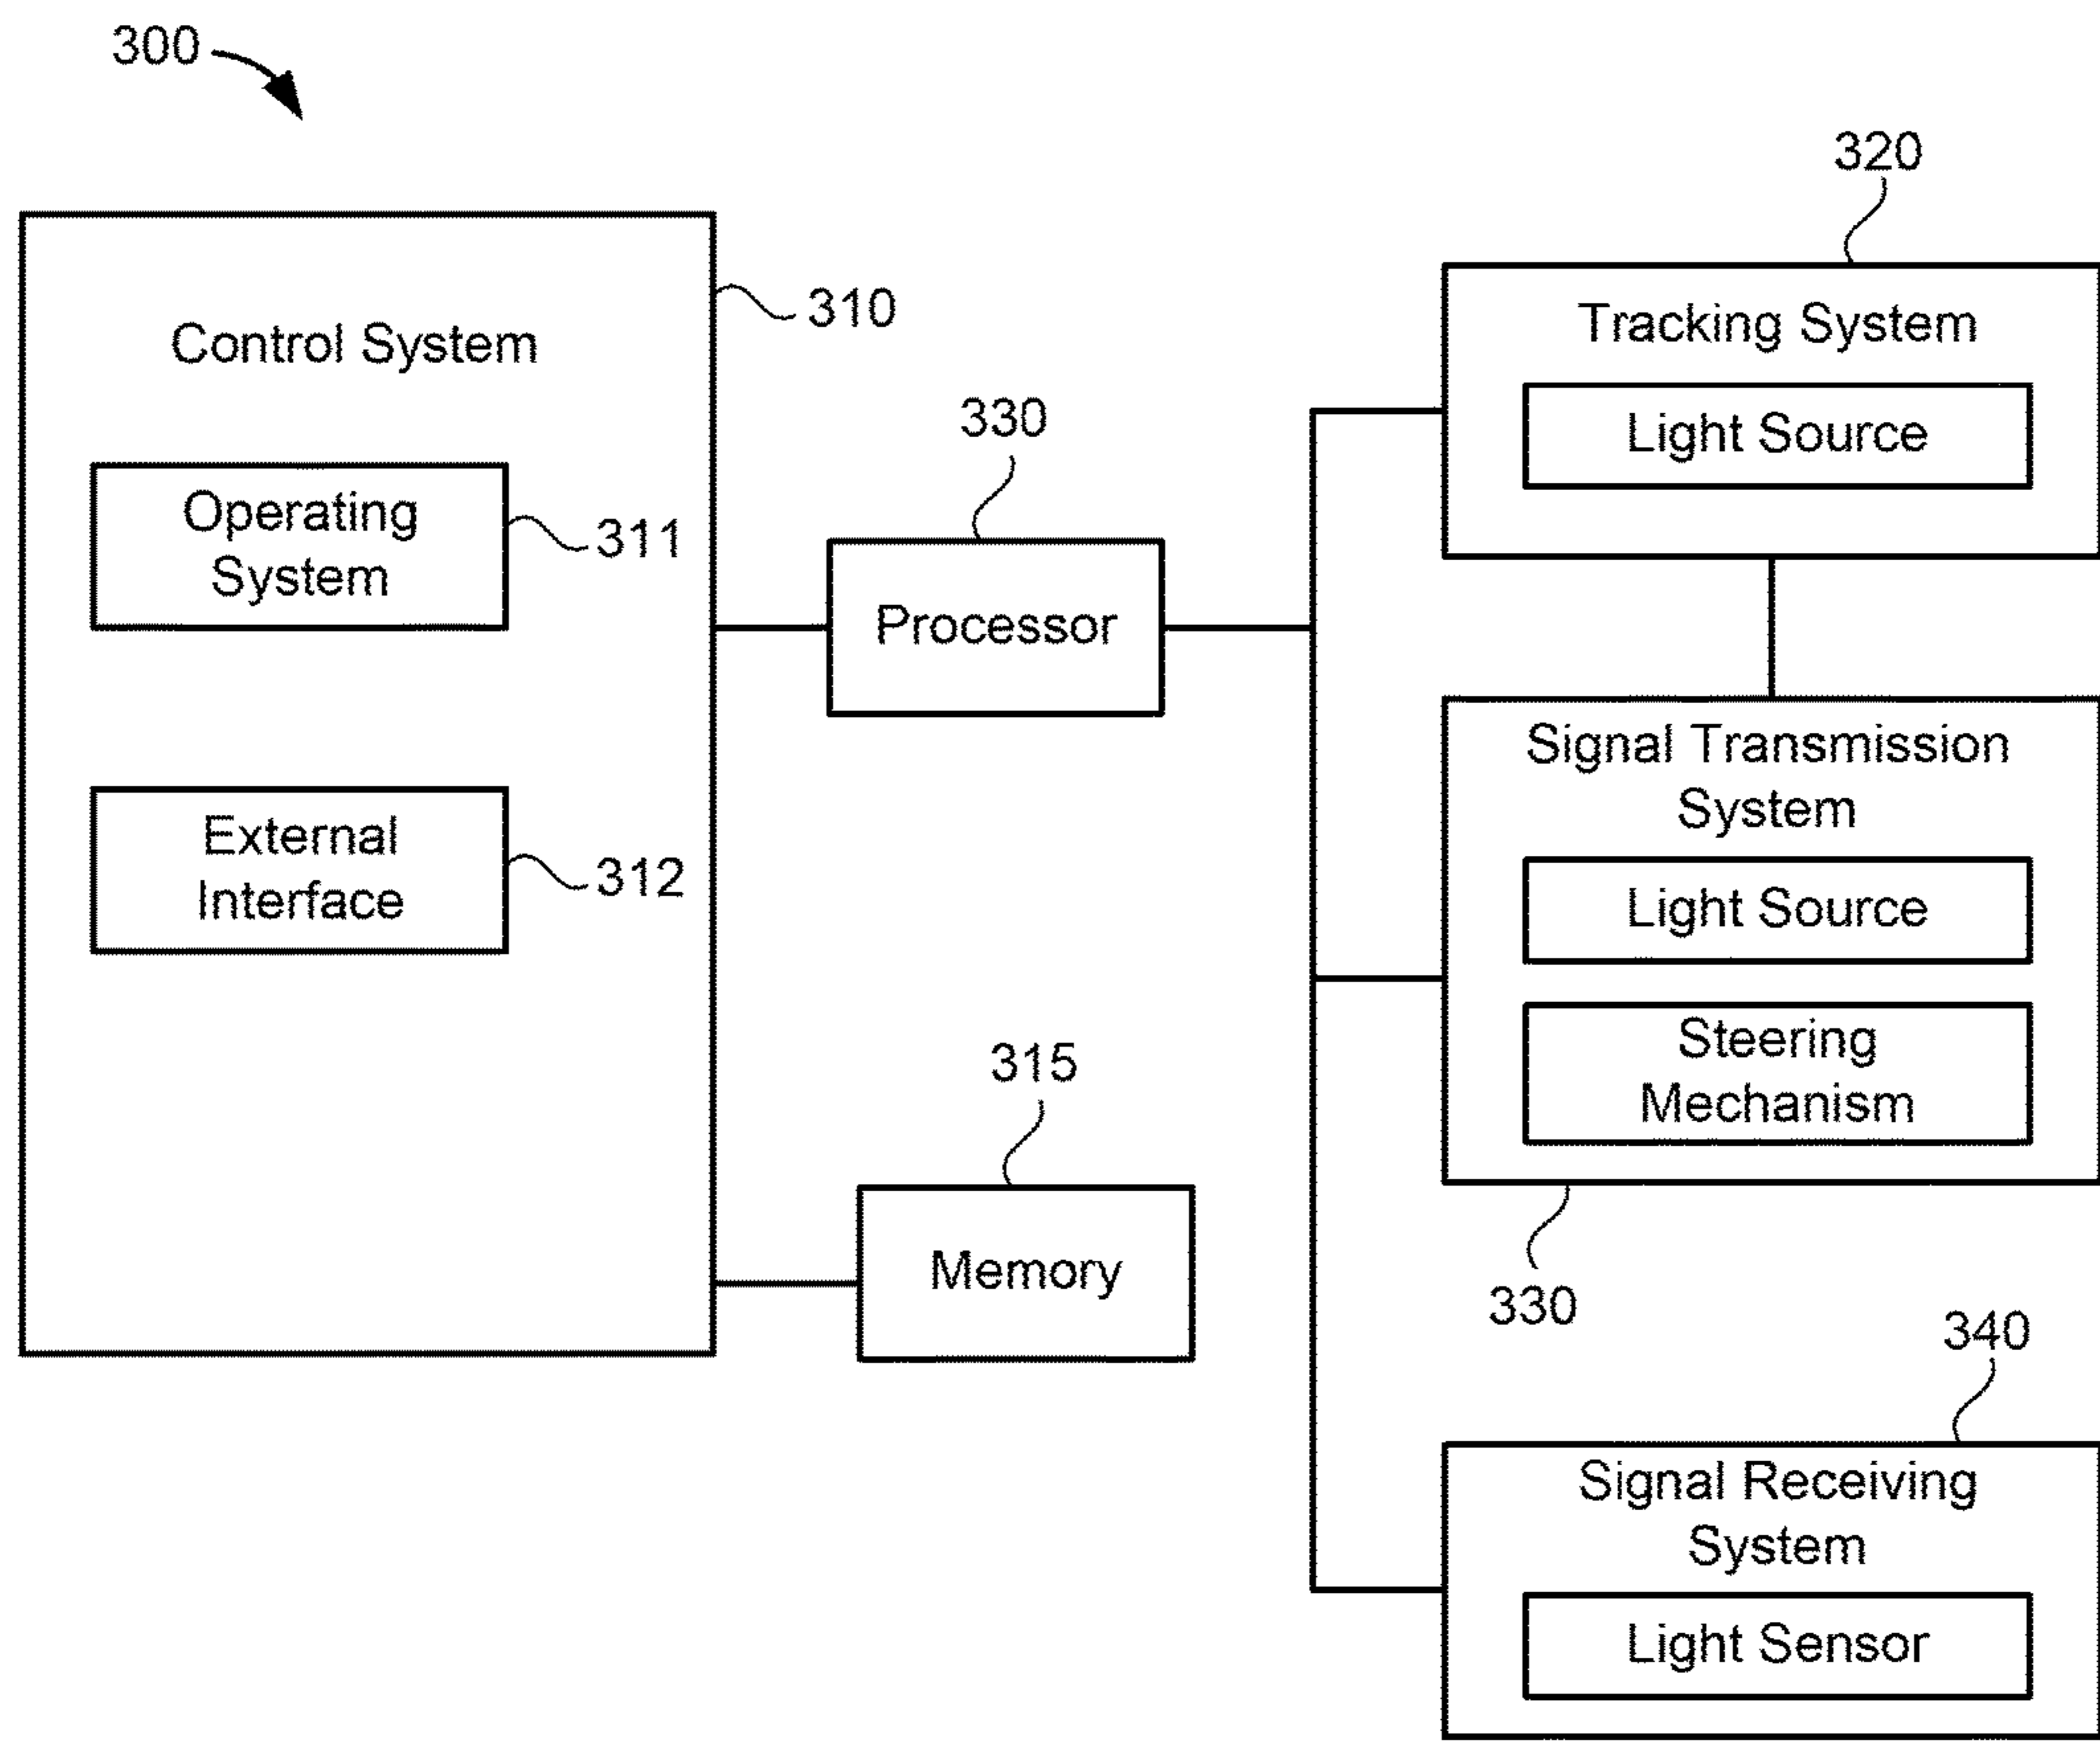 300
Control System
310
Operating
System
311
External
Interface
312
330
Processor
315
Memory
320
Tracking System
Light Source
Signal Transmission
System
Light Source
Steering
Mechanism
330
340
Signal Receiving
System
Light Sensor